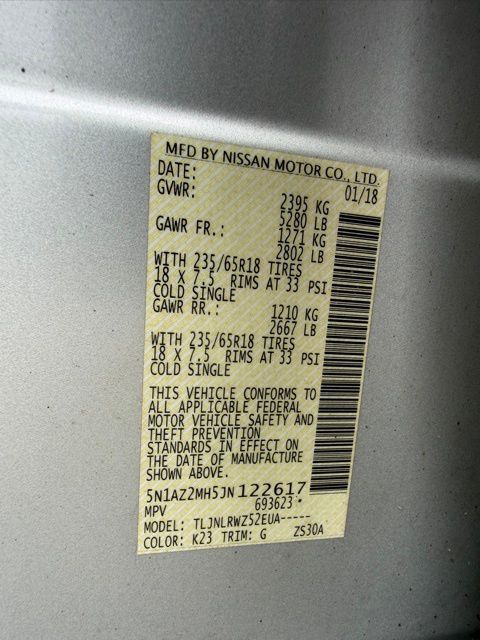 MFD BY NISSAN MOTOR CO., LTD.
DATE: 01/18
GVWR: 2395 KG
5280 LB
GAWR FR.: 1271 KG
2802 LB
WITH 235/65R18 TIRES
18 X 7.5 RIMS AT 33 PSI
COLD SINGLE
GAWR RR.: 1210 KG
2667 LB
WITH 235/65R18 TIRES
18 X 7.5 RIMS AT 33 PSI
COLD SINGLE
THIS VEHICLE CONFORMS TO
ALL APPLICABLE FEDERAL
MOTOR VEHICLE SAFETY AND
THEFT PREVENTION
STANDARDS IN EFFECT ON
THE DATE OF MANUFACTURE
SHOWN ABOVE.
5N1AZ2MH5JN122617
MPV 693623*
MODEL: TLJNLRWZ52EUA-----
COLOR: K23 TRIM: G ZS30A